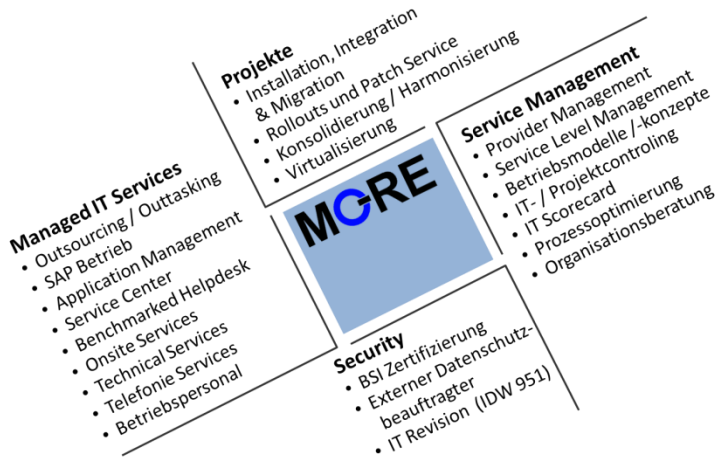 Projekte
• Installation, Integration
& Migration
• Rollouts und Patch Service
• Konsolidierung / Harmonisierung
• Virtualisierung
Service Management
• Provider Management
• Service Level Management
• Betriebsmodelle /-konzepte
• IT- / Projektcontroling
• IT Scorecard
• Prozessoptimierung
• Organisationsberatung
Managed IT Services
• Outsourcing / Outtasking
• SAP Betrieb
• Application Management
• Service Center
• Benchmarked Helpdesk
• Onsite Services
• Technical Services
• Telefonie Services
• Betriebspersonal
MO-RE
Security
• BSI Zertifizierung
• Externer Datenschutz-
beauftragter
• IT Revision (IDW 951)